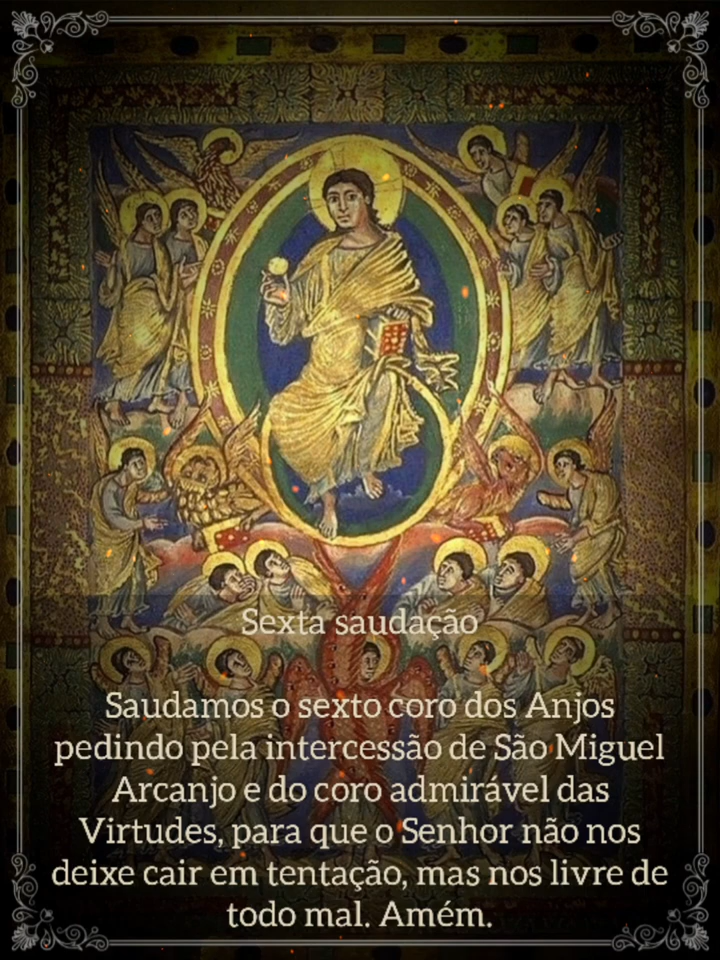 Sexta saudação
Saudamos o sexto coro dos Anjos
pedindo pela intercessão de São Miguel
Arcanjo e do coro admirável das
Virtudes, para que o Senhor não nos
deixe cair em tentação, mas nos livre de
todo mal. Amém.